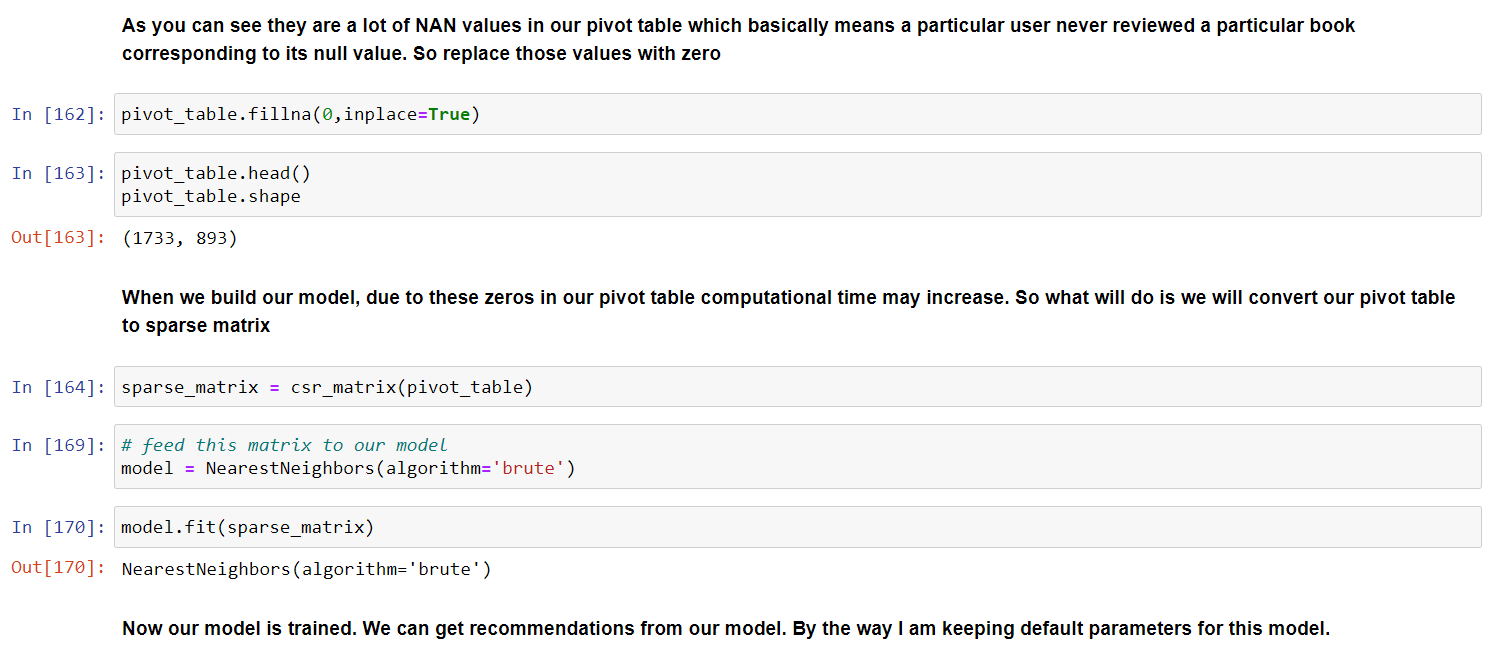 As you can see they are a lot of NAN values in our pivot table which basically means a particular user never reviewed a particular book
corresponding to its null value. So replace those values with zero
In [162]: pivot_table.fillna(0,inplace=True)
In [163]: pivot_table.head()
pivot_table.shape
Out[163]: (1733, 893)
When we build our model, due to these zeros in our pivot table computational time may increase. So what will do is we will convert our pivot table
to sparse matrix
In [164]: sparse_matrix = csr_matrix(pivot_table)
In [169]: # feed this matrix to our model
model = NearestNeighbors(algorithm='brute')
In [170]: model.fit(sparse_matrix)
Out[170]: NearestNeighbors(algorithm='brute')
Now our model is trained. We can get recommendations from our model. By the way I am keeping default parameters for this model.